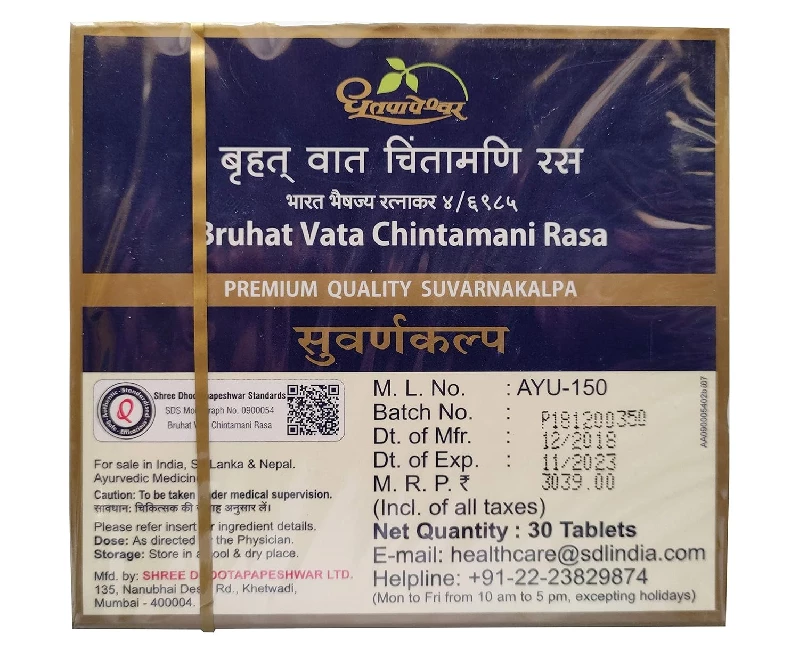 धूतपापेश्वर
बृहत् वात चिंतामणि रस
भारत भैषज्य रत्नाकर ४/६९८५
Bruhat Vata Chintamani Rasa
PREMIUM QUALITY SUVARNAKALPA
सुवर्णकल्प
Shree Dhootapapeshwar Standards
SDS Monograph No. 0900054
Bruhat Vata Chintamani Rasa
For sale in India, Sri Lanka & Nepal.
Ayurvedic Medicine
Caution: To be taken under medical supervision.
सावधान: चिकित्सक की सलाह अनुसार लें।
Please refer insert for ingredient details.
Dose: As directed by the Physician.
Storage: Store in a cool & dry place.
Mfd. by: SHREE DHOOTAPAPESHWAR LTD.
135, Nanubhai Desai Rd., Khetwadi,
Mumbai - 400004.
M. L. No. : AYU-150
Batch No. : P181200350
Dt. of Mfr. : 12/2018
Dt. of Exp. : 11/2023
M. R. P. ₹ 3039.00
(Incl. of all taxes)
Net Quantity : 30 Tablets
E-mail: healthcare@sdlindia.com
Helpline: +91-22-23829874
(Mon to Fri from 10 am to 5 pm, excepting holidays)